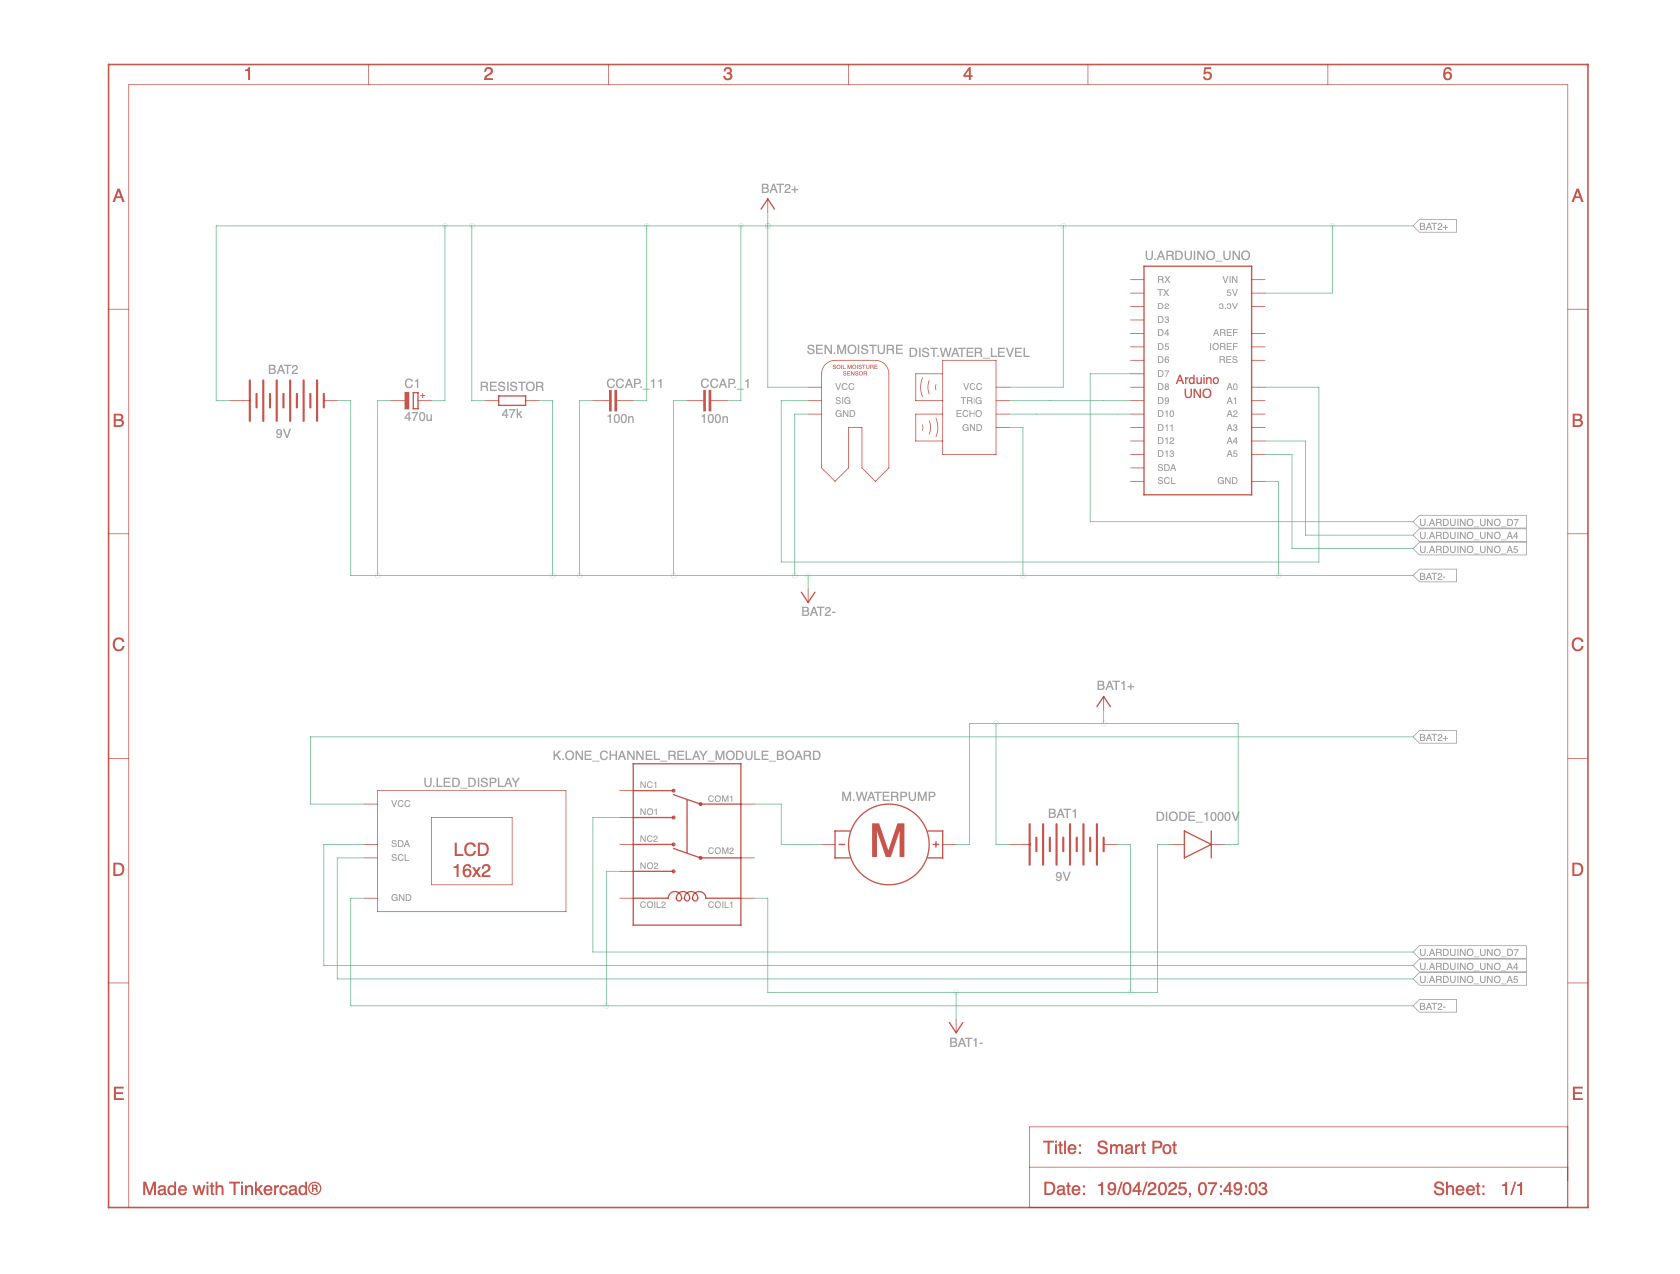 1 2 3 4 5 6
A A
BAT2+
BAT2+
U.ARDUINO_UNO
RX VIN
TX 5V
D2 3.3V
D3
D4 AREF
D5 IOREF
D6 RES
D7
D8 A0
D9 A1
D10 A2
D11 A3
D12 A4
D13 A5
SDA
SCL GND
Arduino
UNO
SEN.MOISTURE
SOIL MOISTURE
SENSOR
VCC
SIG
GND
DIST.WATER_LEVEL
VCC
TRIG
ECHO
GND
BAT2
9V
C1
+
470u
RESISTOR
47k
CCAP._11
100n
CCAP._1
100n
B B
U.ARDUINO_UNO_D7
U.ARDUINO_UNO_A4
U.ARDUINO_UNO_A5
BAT2-
BAT2-
C C
BAT1+
BAT2+
K.ONE_CHANNEL_RELAY_MODULE_BOARD
NC1
COM1
NO1
NC2
COM2
NO2
COIL2 COIL1
U.LED_DISPLAY
VCC
SDA
SCL
GND
LCD
16x2
M.WATERPUMP
- M +
BAT1
9V
DIODE_1000V
D D
U.ARDUINO_UNO_D7
U.ARDUINO_UNO_A4
U.ARDUINO_UNO_A5
BAT2-
BAT1-
E E
Title: Smart Pot
Made with Tinkercad®
Date: 19/04/2025, 07:49:03 Sheet: 1/1